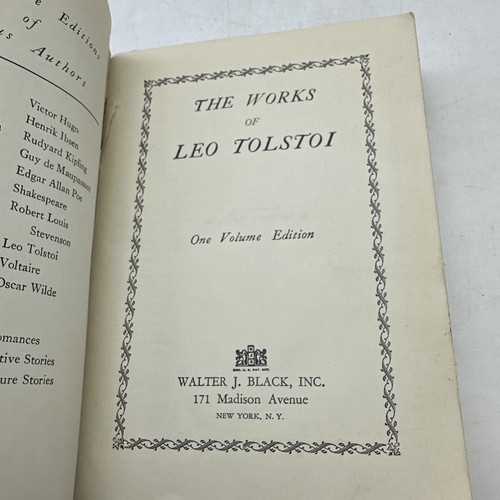 e Editions
of
us Authors
Victor Hugo
Henrik Ibsen
Rudyard Kipling
Guy de Maupassant
Edgar Allan Poe
Shakespeare
Robert Louis
Stevenson
Leo Tolstoi
Voltaire
Oscar Wilde
omances
tive Stories
ure Stories
THE WORKS
OF
LEO TOLSTOI
One Volume Edition
WALTER J. BLACK, INC.
171 Madison Avenue
NEW YORK, N. Y.